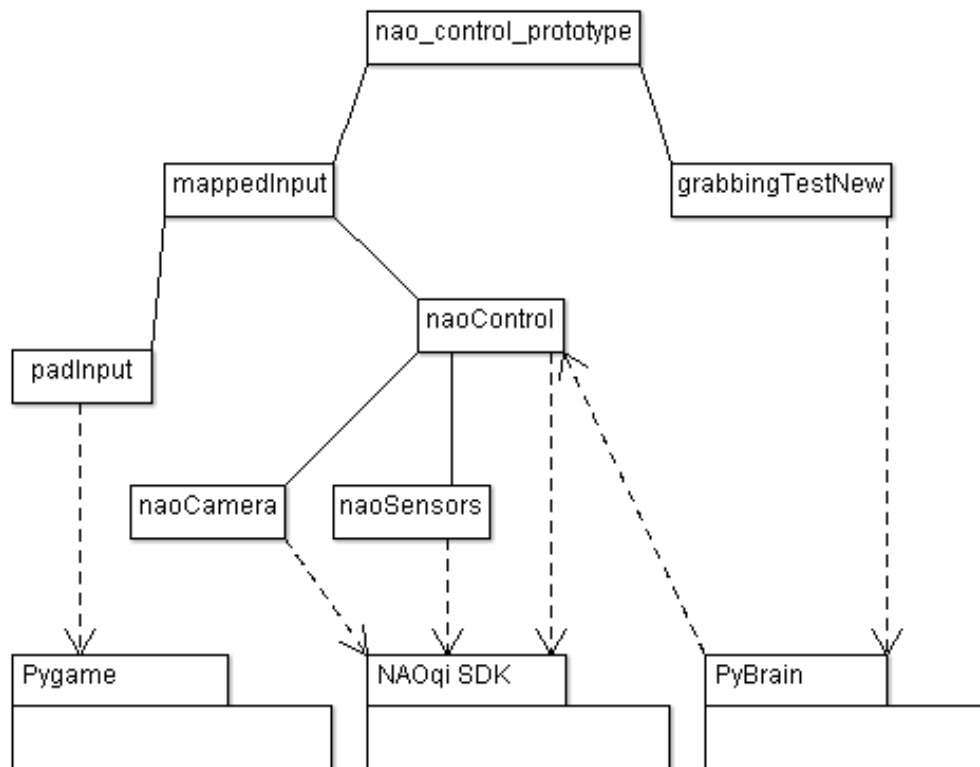 nao_control_prototype
mappedInput
grabbingTestNew
naoControl
padInput
naoCamera
naoSensors
Pygame
NAOqi SDK
PyBrain